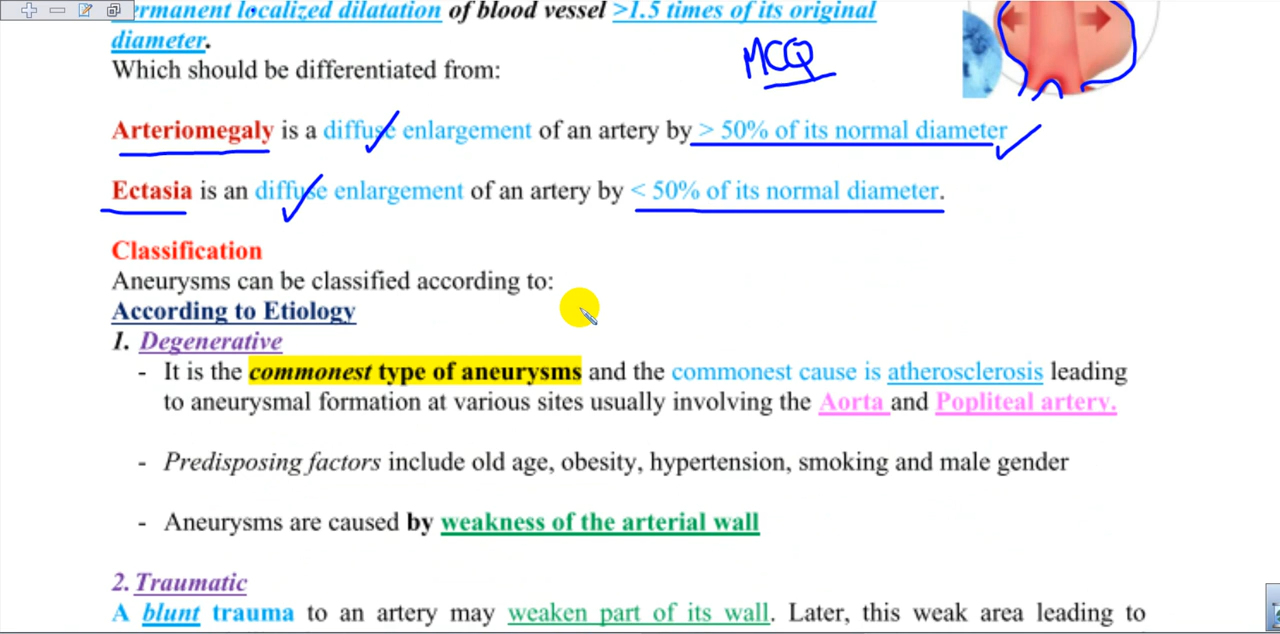 ermanent localized dilatation of blood vessel >1.5 times of its original
diameter.
MCQ
Which should be differentiated from:
Arteriomegaly is a diffuse enlargement of an artery by > 50% of its normal diameter
Ectasia is an diffuse enlargement of an artery by < 50% of its normal diameter.
Classification
Aneurysms can be classified according to:
According to Etiology
1. Degenerative
- It is the commonest type of aneurysms and the commonest cause is atherosclerosis leading
to aneurysmal formation at various sites usually involving the Aorta and Popliteal artery.
- Predisposing factors include old age, obesity, hypertension, smoking and male gender
- Aneurysms are caused by weakness of the arterial wall
2. Traumatic
A blunt trauma to an artery may weaken part of its wall. Later, this weak area leading to